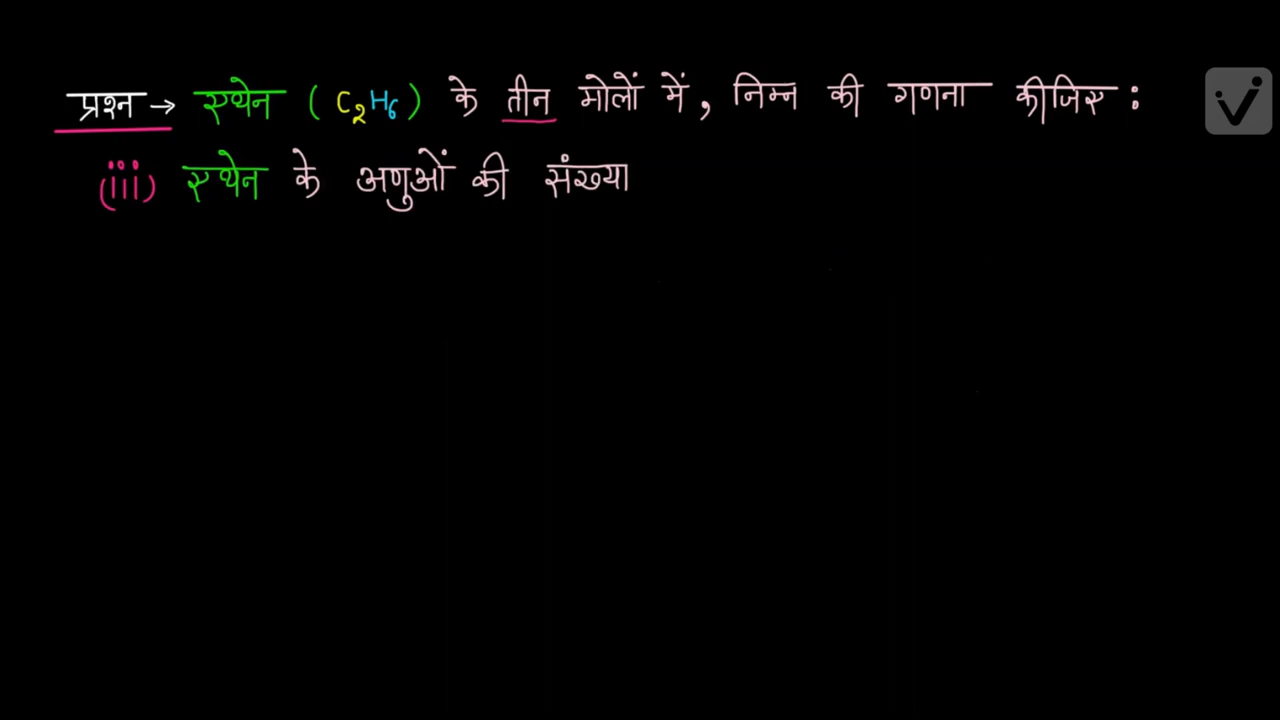 प्रश्न → एथेन ( C₂H₆ ) के तीन मोलों में, निम्न की गणना कीजिए :
(iii) एथेन के अणुओं की संख्या